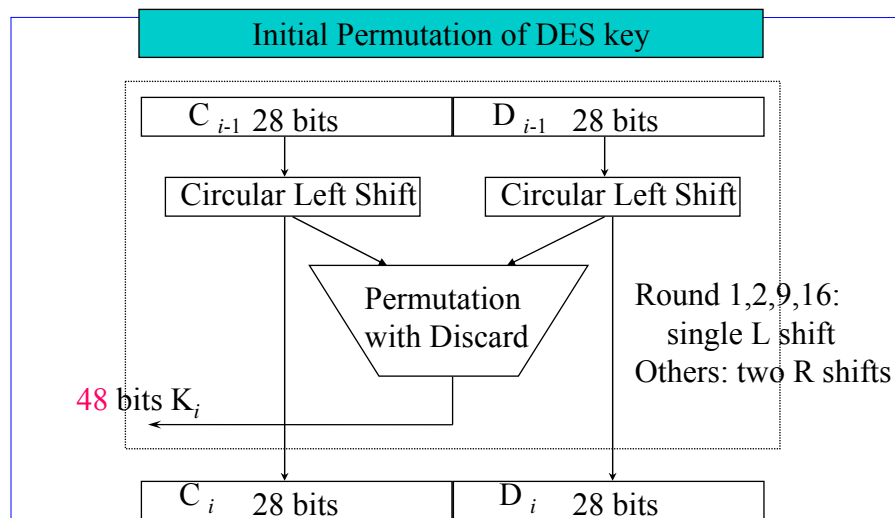 Initial Permutation of DES key
C i-1 28 bits
D i-1 28 bits
Circular Left Shift
Circular Left Shift
Permutation
with Discard
Round 1,2,9,16:
single L shift
Others: two R shifts
48 bits Ki
C i 28 bits
D i 28 bits